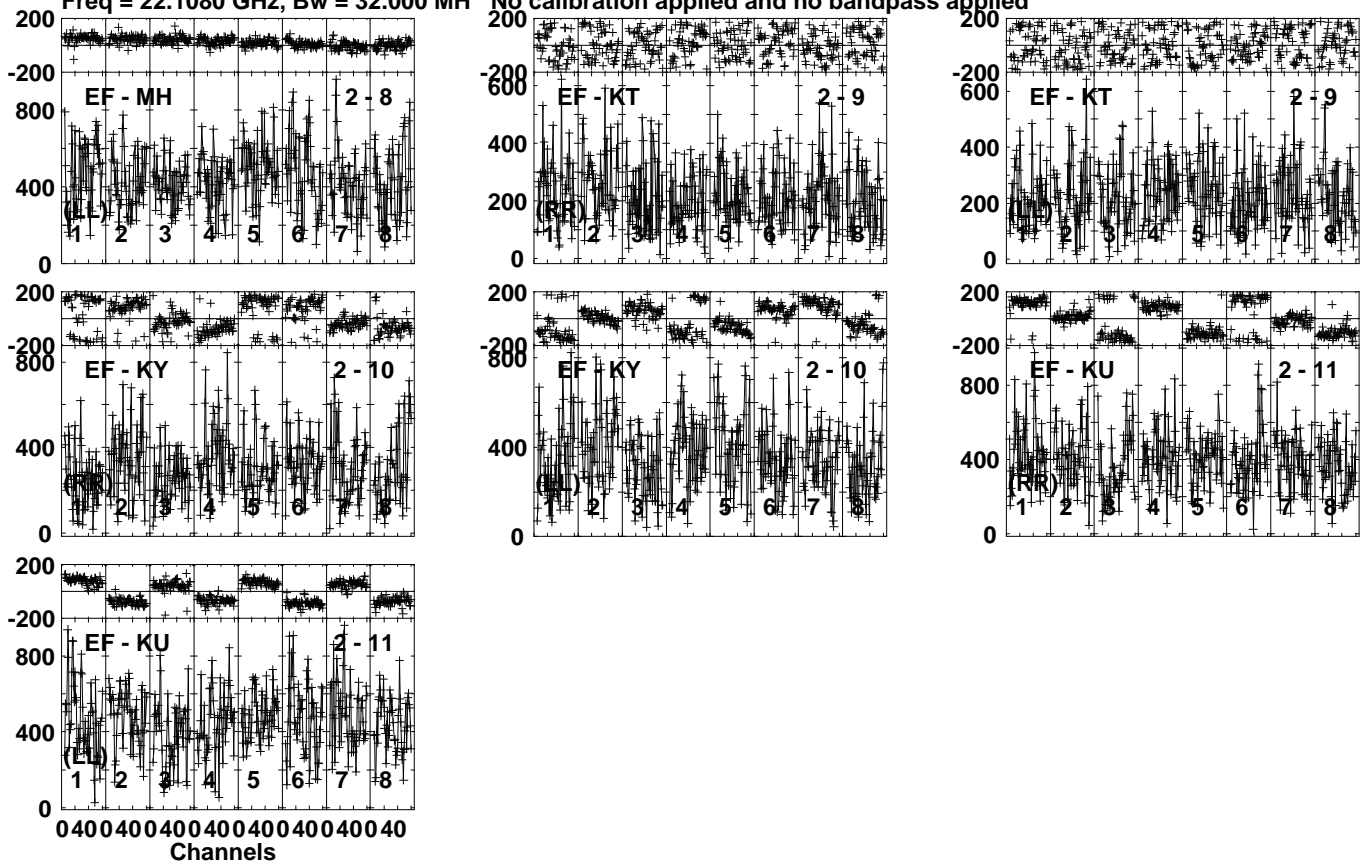 Freq = 22.1080 GHz, Bw = 32.000 MH No calibration applied and no bandpass applied
200
-200
800
400
0
EF - MH 2 - 8
(LL)
1 2 3 4 5 6 7 8
200
-200
600
400
200
0
EF - KT 2 - 9
(RR)
1 2 3 4 5 6 7 8
200
-200
600
400
200
0
EF - KT 2 - 9
(LL)
1 2 3 4 5 6 7 8
200
-200
800
400
0
EF - KY 2 - 10
(RR)
1 2 3 4 5 6 7 8
200
-200
800
400
0
EF - KY 2 - 10
(LL)
1 2 3 4 5 6 7 8
200
-200
800
400
0
EF - KU 2 - 11
(RR)
1 2 3 4 5 6 7 8
200
-200
800
400
0
EF - KU 2 - 11
(LL)
1 2 3 4 5 6 7 8
0 40 0 40 0 40 0 40 0 40 0 40 0 40 0 40
Channels